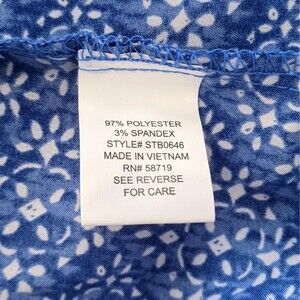 97% POLYESTER
3% SPANDEX
STYLE# STB0646
MADE IN VIETNAM
RN# 58719
SEE REVERSE
FOR CARE